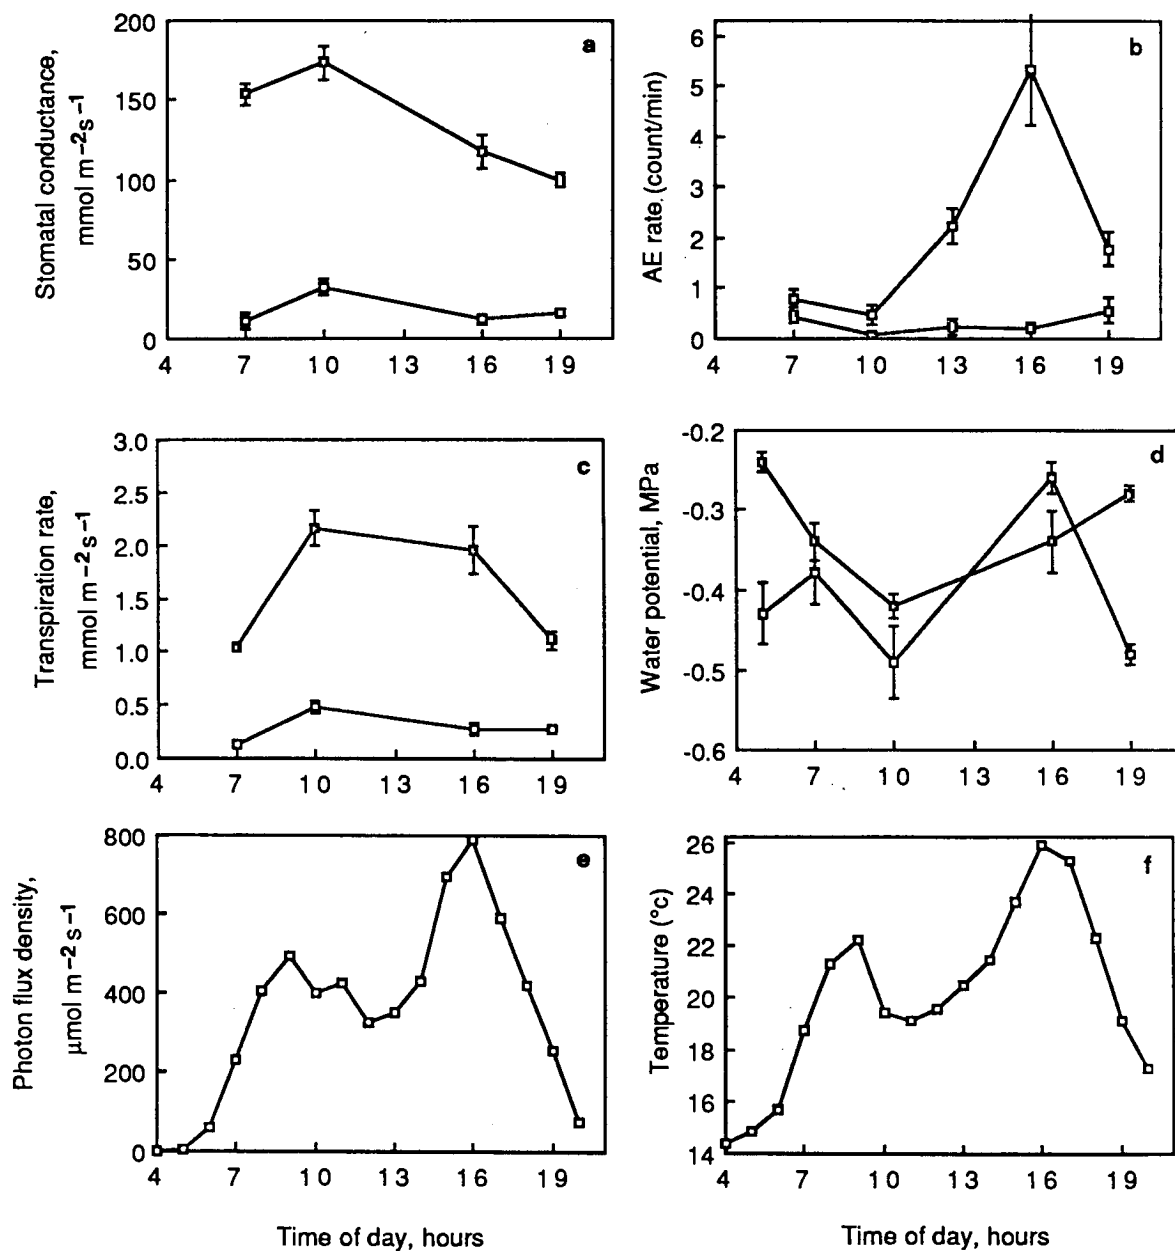 a
Stomatal conductance,
mmol m−2s−1
200
150
100
50
0
4 7 10 13 16 19
b
AE rate (count/min)
6
5
4
3
2
1
0
4 7 10 13 16 19
c
Transpiration rate,
mmol m−2 s−1
3.0
2.5
2.0
1.5
1.0
0.5
0.0
4 7 10 13 16 19
d
Water potential, MPa
-0.2
-0.3
-0.4
-0.5
-0.6
4 7 10 13 16 19
e
Photon flux density,
μmol m−2 s−1
800
600
400
200
0
4 7 10 13 16 19
Time of day, hours
f
Temperature (°c)
26
24
22
20
18
16
14
4 7 10 13 16 19
Time of day, hours